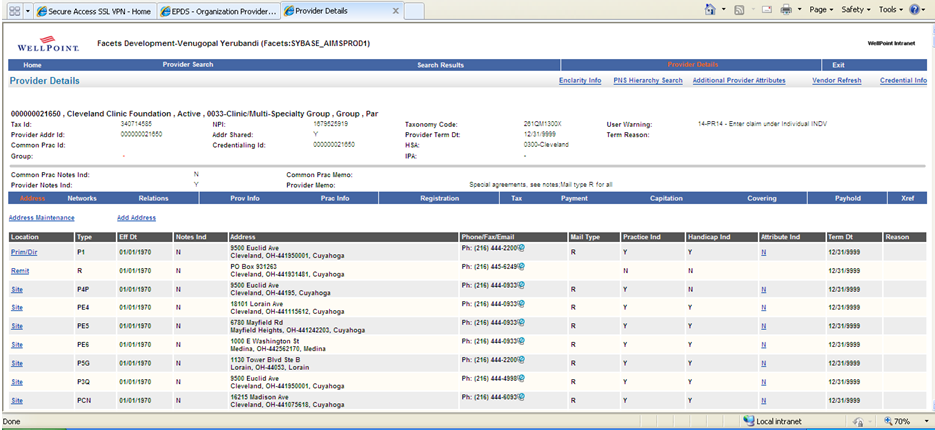 Secure Access SSL VPN - Home
EPDS - Organization Provider...
Provider Details
Page
Safety
Tools
WELLPOINT.
Facets Development-Venugopal Yerubandi (Facets:SYBASE_AIMSPROD1)
WellPoint Intranet
Home Provider Search Search Results Provider Details Exit
Provider Details
Enclarity Info PNS Hierarchy Search Additional Provider Attributes Vendor Refresh Credential Info
000000021650 , Cleveland Clinic Foundation , Active , 0033-Clinic/Multi-Specialty Group , Group , Par
Tax Id: 340714585 NPI: 1679525919 Taxonomy Code: 261QM1300X User Warning: 14-PR14 - Enter claim under Individual INDV
Provider Addr Id: 000000021650 Addr Shared: Y Provider Term Dt: 12/31/9999 Term Reason:
Common Prac Id: Credentialing Id: 000000021650 HSA: 0300-Cleveland
Group: - IPA: -
Common Prac Notes Ind: N Common Prac Memo:
Provider Notes Ind: Y Provider Memo: Special agreements, see notes;Mail type R for all
Address Networks Relations Prov Info Prac Info Registration Tax Payment Capitation Covering Payhold Xref
Address Maintenance Add Address
Location Type Eff Dt Notes Ind Address Phone/Fax/Email Mail Type Practice Ind Handicap Ind Attribute Ind Term Dt Reason
Prim/Dir P1 01/01/1970 N 9500 Euclid Ave Ph: (216) 444-2200 R Y Y N 12/31/9999
Cleveland, OH-441950001, Cuyahoga
Remit R 01/01/1970 N PO Box 931263 Ph: (216) 445-6249 N N 12/31/9999
Cleveland, OH-441931481, Cuyahoga
Site P4P 01/01/1970 N 9500 Euclid Ave Ph: (216) 444-0933 R Y N N 12/31/9999
Cleveland, OH-44195, Cuyahoga
Site PE4 01/01/1970 N 18101 Lorain Ave Ph: (216) 444-0933 R Y Y N 12/31/9999
Cleveland, OH-441115612, Cuyahoga
Site PE5 01/01/1970 N 6780 Mayfield Rd Ph: (216) 444-0933 R Y Y N 12/31/9999
Mayfield Heights, OH-441242203, Cuyahoga
Site PE6 01/01/1970 N 1000 E Washington St Ph: (216) 444-0933 R Y Y N 12/31/9999
Medina, OH-442562170, Medina
Site P5G 01/01/1970 N 1130 Tower Blvd Ste B Ph: (216) 444-2200 R Y Y N 12/31/9999
Lorain, OH-44053, Lorain
Site P3Q 01/01/1970 N 9500 Euclid Ave Ph: (216) 444-4998 R Y Y N 12/31/9999
Cleveland, OH-441950001, Cuyahoga
Site PCN 01/01/1970 N 16215 Madison Ave Ph: (216) 444-6093 R Y Y N 12/31/9999
Cleveland, OH-441075618, Cuyahoga
Done Local intranet 70%